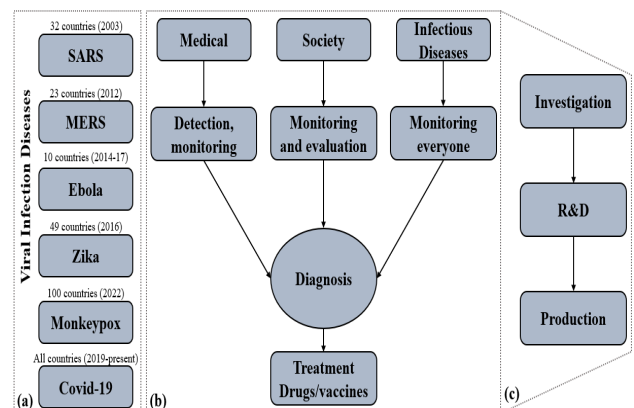 Viral Infection Diseases
32 countries (2003)
SARS
23 countries (2012)
MERS
10 countries (2014-17)
Ebola
49 countries (2016)
Zika
100 countries (2022)
Monkeypox
All countries (2019-present)
Covid-19
(a)
Medical
Society
Infectious
Diseases
Detection,
monitoring
Monitoring
and evaluation
Monitoring
everyone
Diagnosis
Treatment
Drugs/vaccines
(b)
Investigation
R&D
Production
(c)